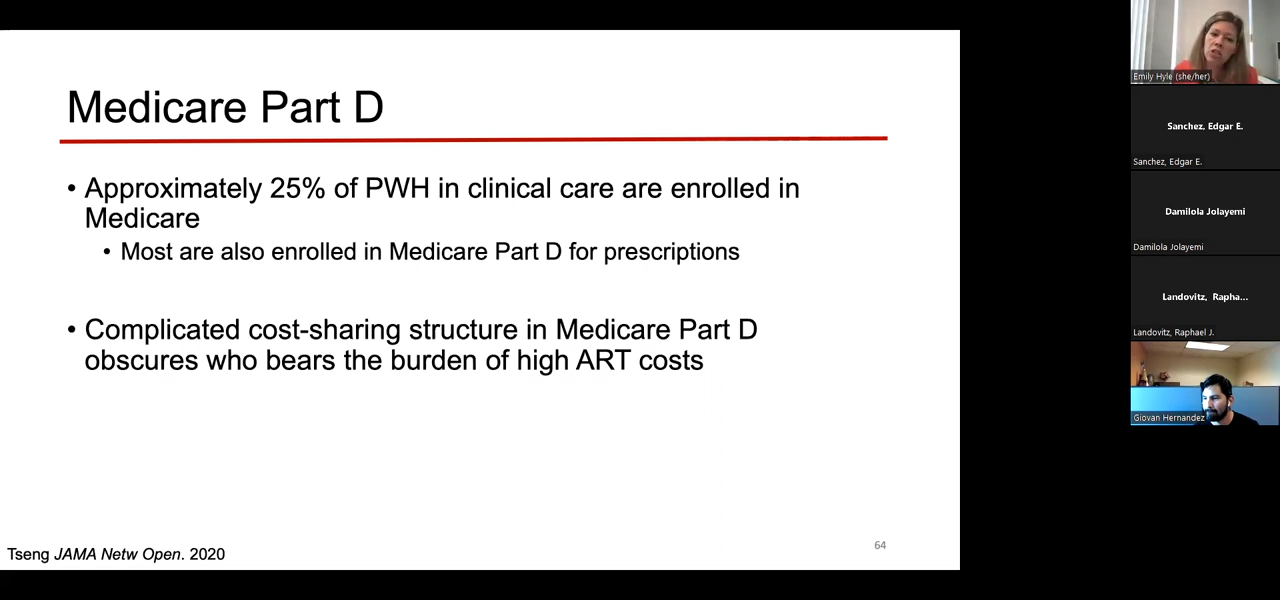 Medicare Part D
• Approximately 25% of PWH in clinical care are enrolled in
Medicare
• Most are also enrolled in Medicare Part D for prescriptions
• Complicated cost-sharing structure in Medicare Part D
obscures who bears the burden of high ART costs
Tseng JAMA Netw Open. 2020
64
Emily Hyle (she/her)
Sanchez, Edgar E.
Sanchez, Edgar E.
Damilola Jolayemi
Damilola Jolayemi
Landovitz, Rapha...
Landovitz, Raphael J.
Giovan Hernandez